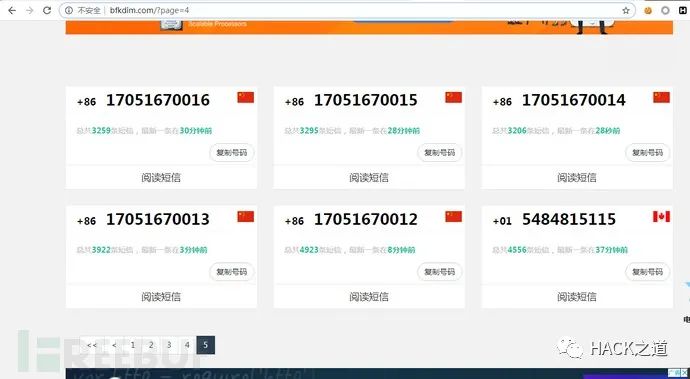 不安全 | bfkdim.com/?page=4
Scalable Processors
+86 17051670016
总共3259条短信，最新一条在30分钟前
复制号码
阅读短信
+86 17051670015
总共3295条短信，最新一条在28分钟前
复制号码
阅读短信
+86 17051670014
总共3206条短信，最新一条在28秒前
复制号码
阅读短信
+86 17051670013
总共3922条短信，最新一条在3分钟前
复制号码
阅读短信
+86 17051670012
总共4923条短信，最新一条在8分钟前
复制号码
阅读短信
+01 5484815115
总共4556条短信，最新一条在37分钟前
复制号码
阅读短信
电
<< < 1 2 3 4 5
FREEBUF
HACK之道
var http = require('http')
广告